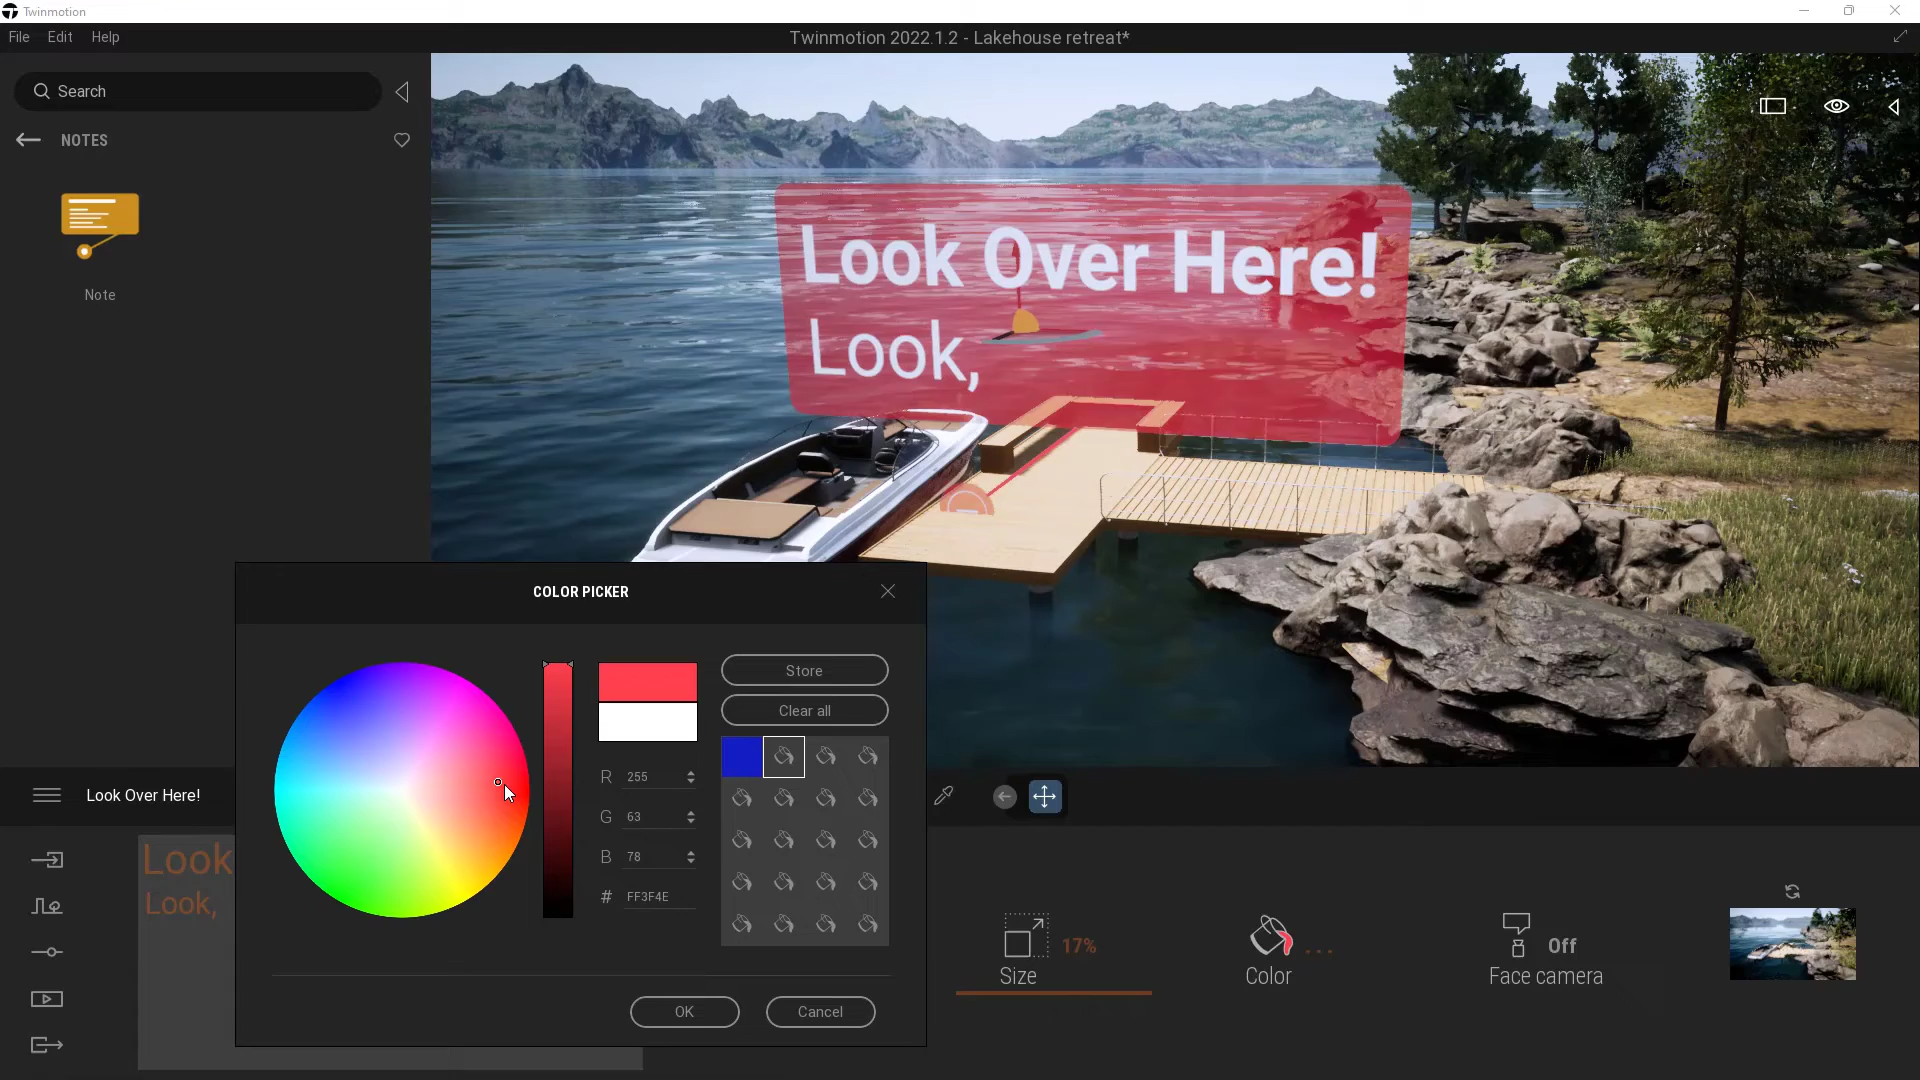 Twinmotion
File Edit Help
Twinmotion 2022.1.2 - Lakehouse retreat*
Search
NOTES
Note
Look Over Here!
Look,
COLOR PICKER
Store
Clear all
R 255
G 63
B 78
# FF3F4E
OK
Cancel
Look Over Here!
Look
Look,
17%
Size
...
Color
Off
Face camera